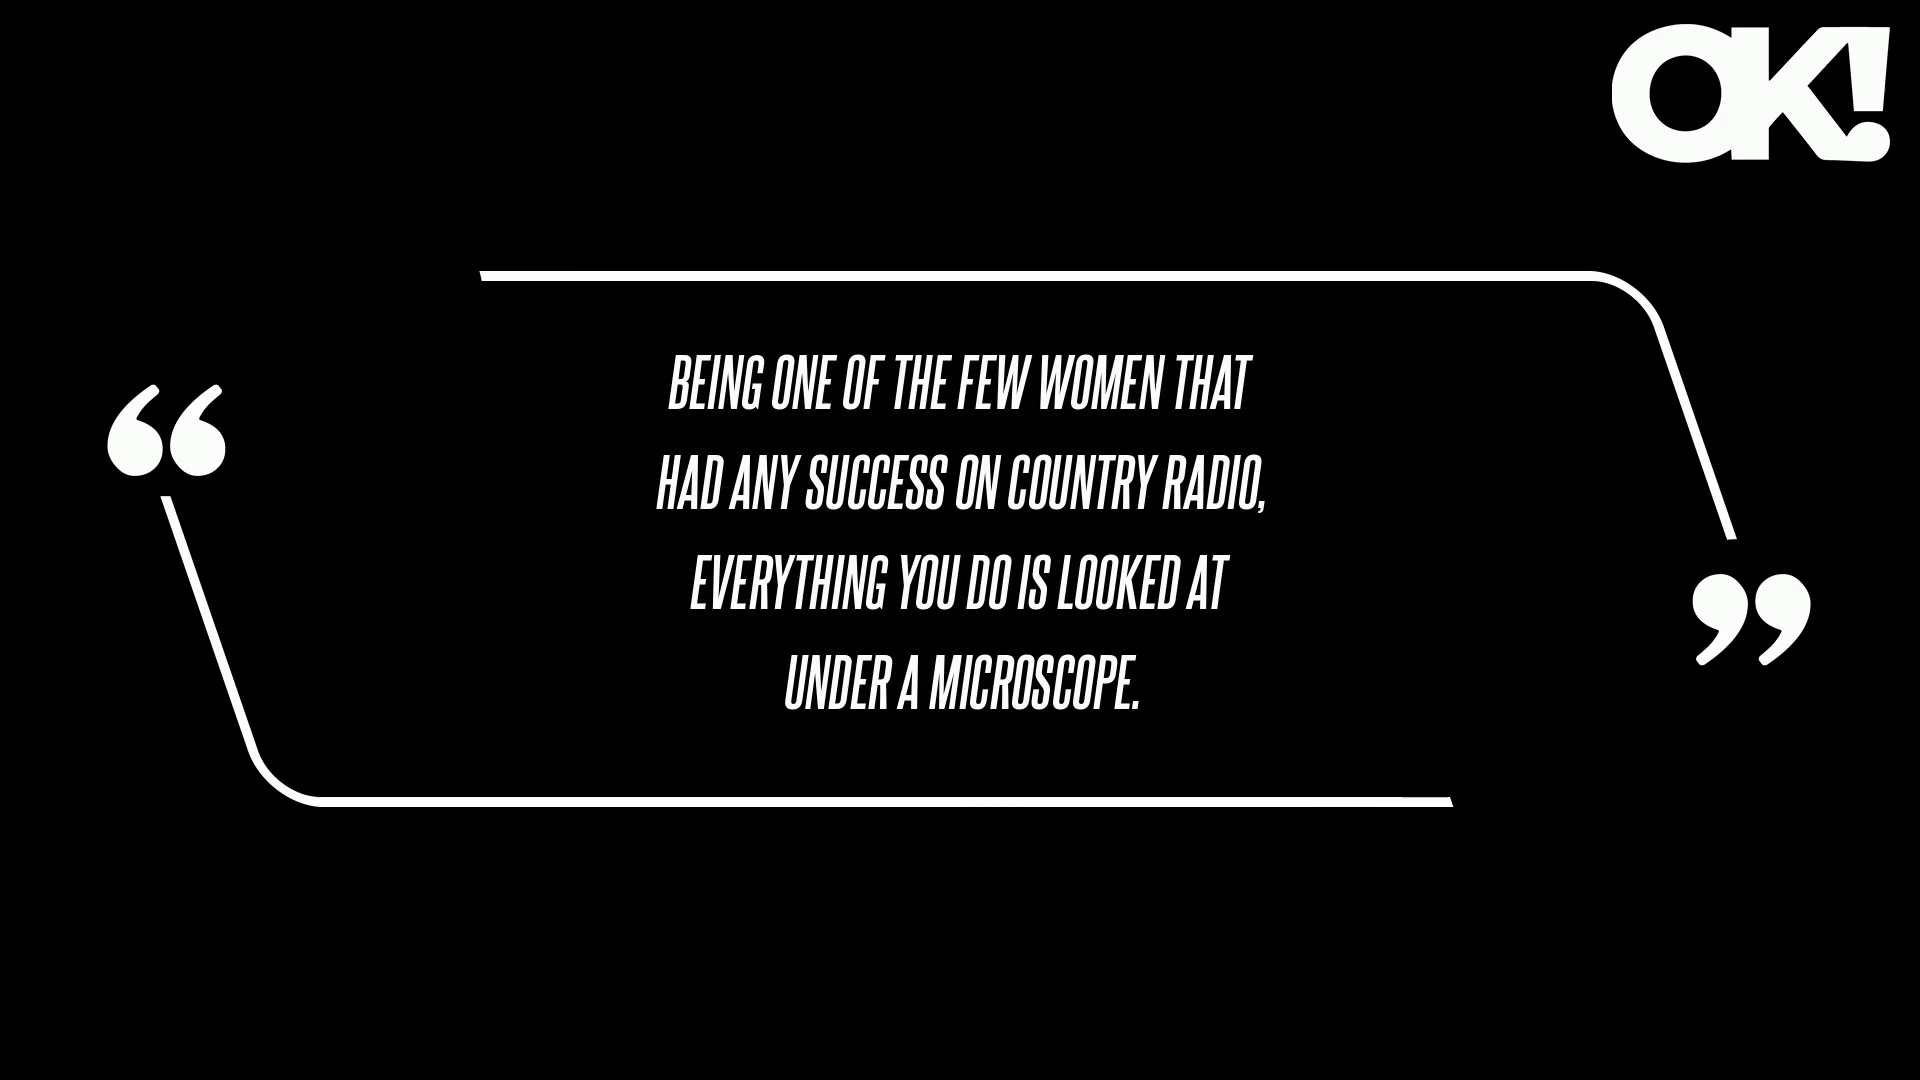 OK!
“
BEING ONE OF THE FEW WOMEN THAT
HAD ANY SUCCESS ON COUNTRY RADIO,
EVERYTHING YOU DO IS LOOKED AT
UNDER A MICROSCOPE.
”